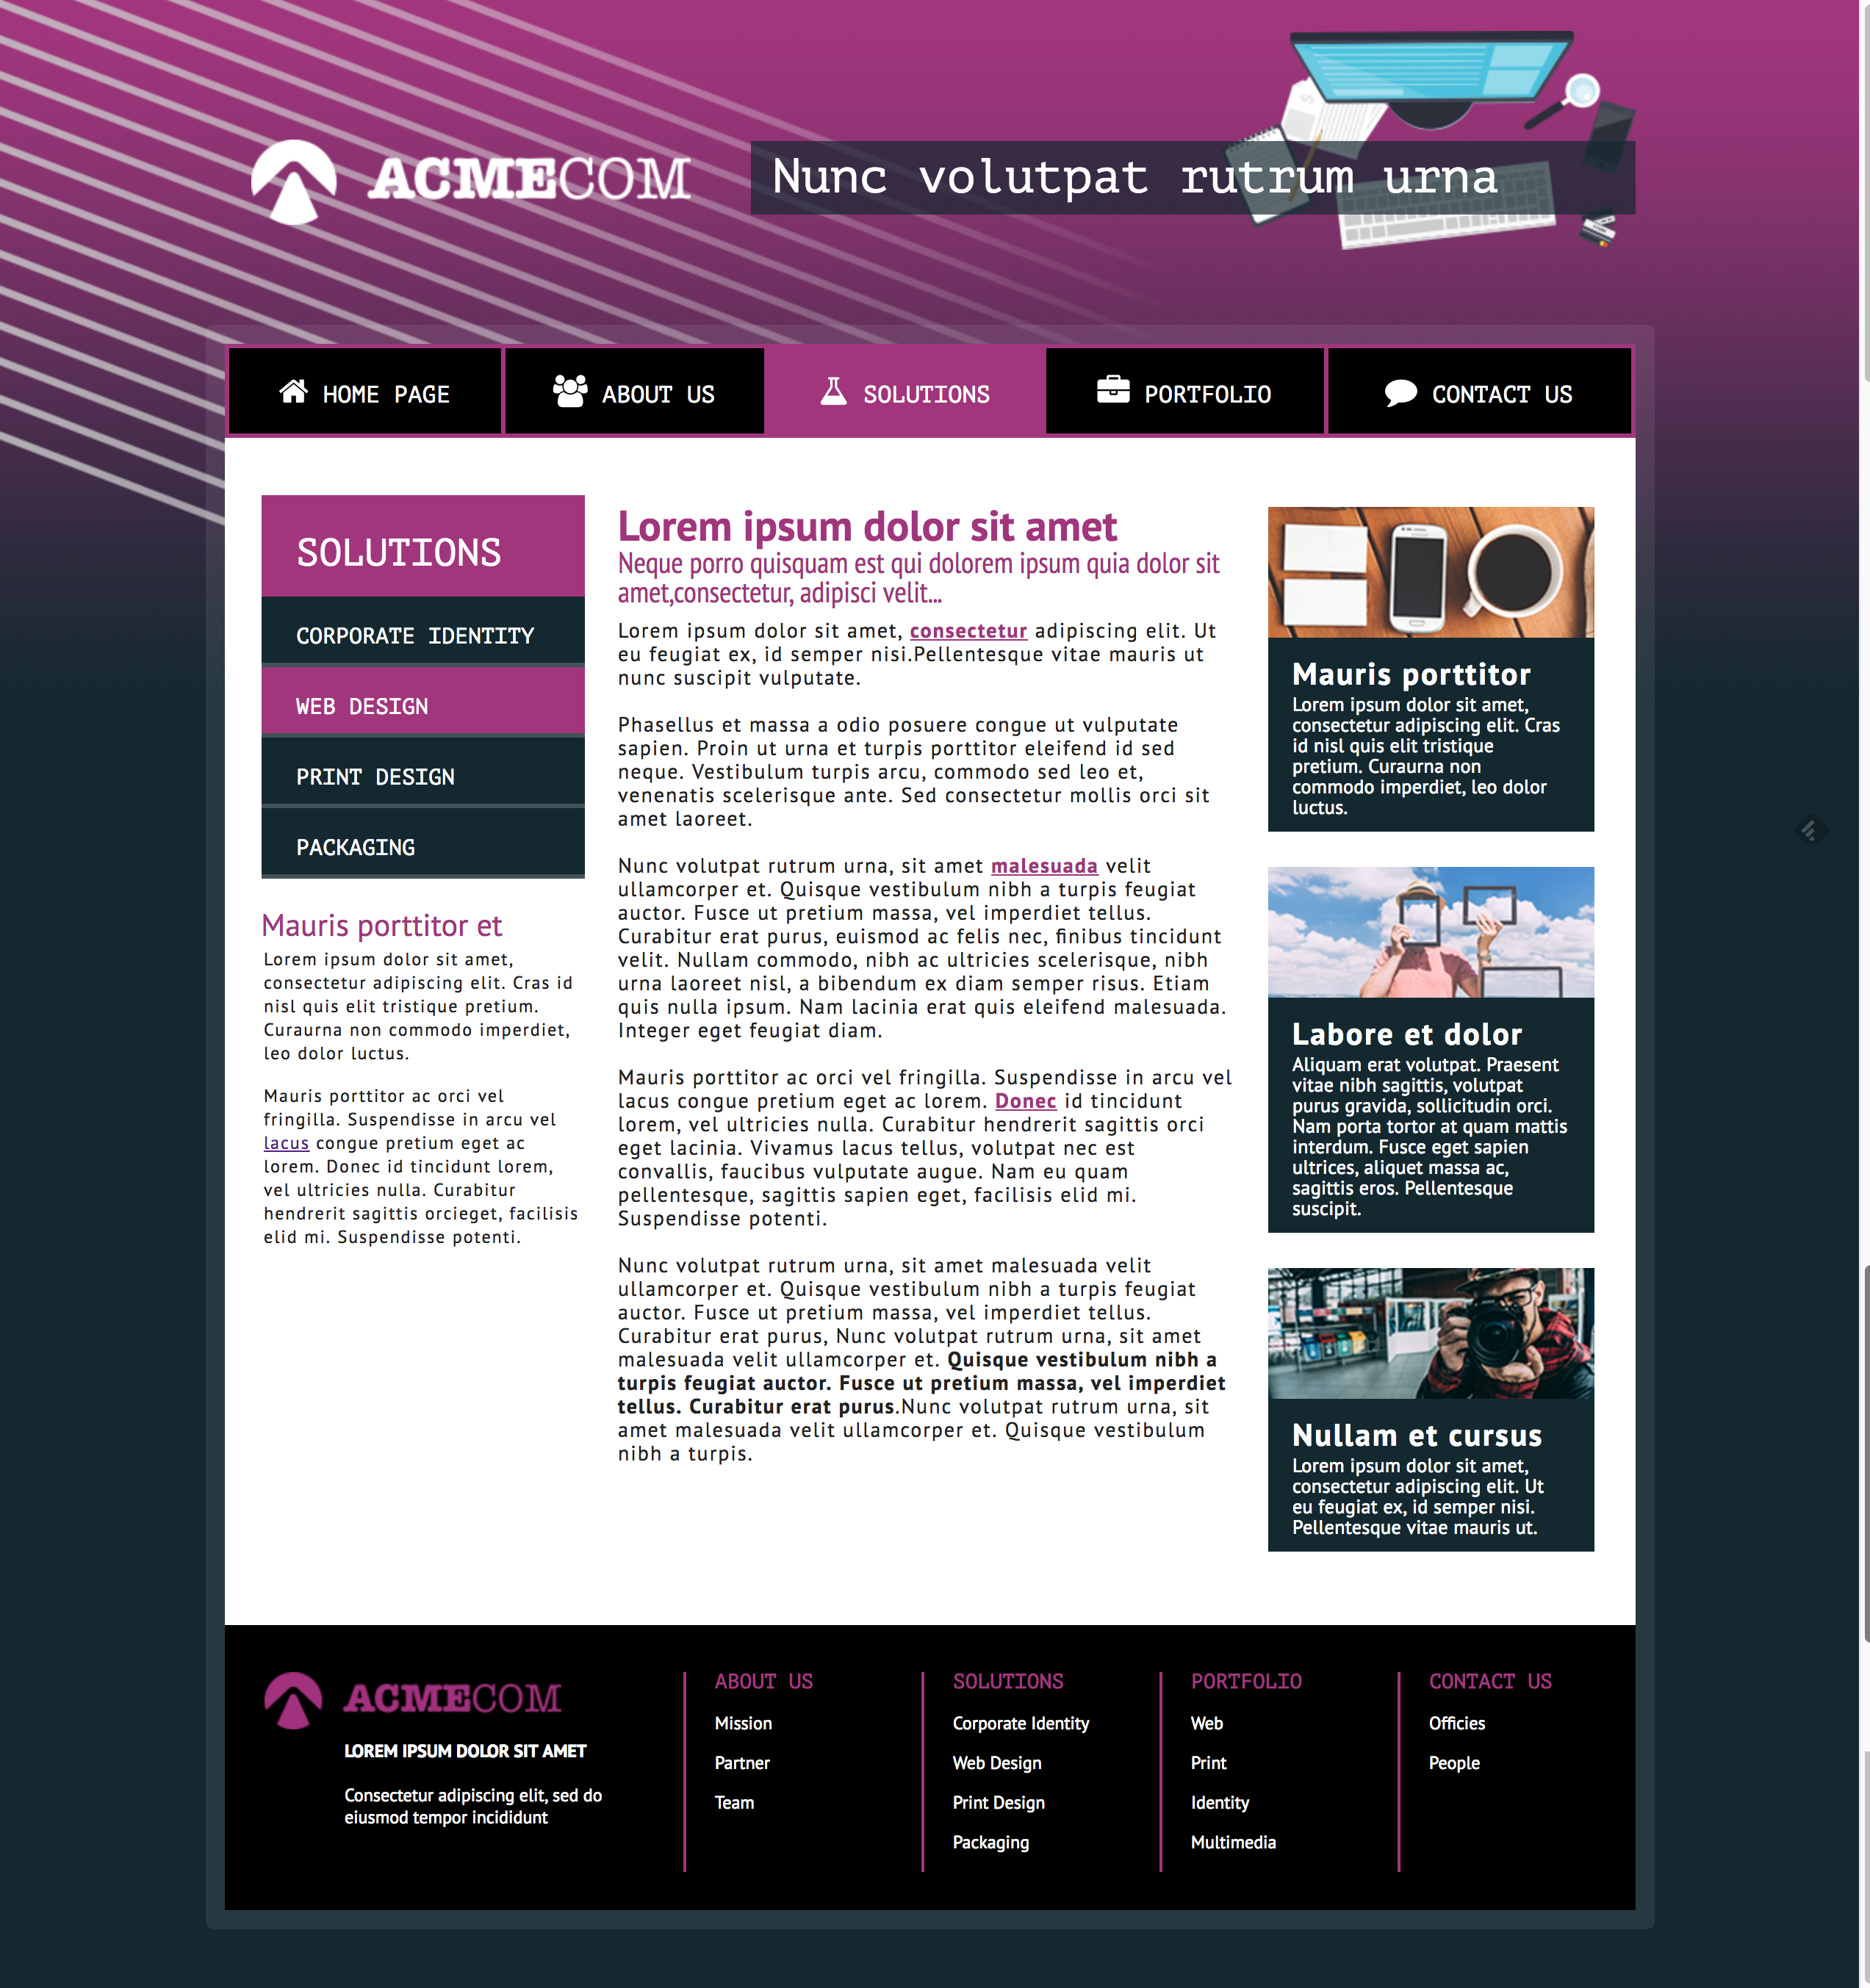 ACMECOM
Nunc volutpat rutrum urna
HOME PAGE
ABOUT US
SOLUTIONS
PORTFOLIO
CONTACT US
SOLUTIONS
CORPORATE IDENTITY
WEB DESIGN
PRINT DESIGN
PACKAGING
Mauris porttitor et
Lorem ipsum dolor sit amet,
consectetur adipiscing elit. Cras id
nisl quis elit tristique pretium.
Curaurna non commodo imperdiet,
leo dolor luctus.
Mauris porttitor ac orci vel
fringilla. Suspendisse in arcu vel
lacus congue pretium eget ac
lorem. Donec id tincidunt lorem,
vel ultricies nulla. Curabitur
hendrerit sagittis orcieget, facilisis
elid mi. Suspendisse potenti.
Lorem ipsum dolor sit amet
Neque porro quisquam est qui dolorem ipsum quia dolor sit
amet,consectetur, adipisci velit...
Lorem ipsum dolor sit amet, consectetur adipiscing elit. Ut
eu feugiat ex, id semper nisi.Pellentesque vitae mauris ut
nunc suscipit vulputate.
Phasellus et massa a odio posuere congue ut vulputate
sapien. Proin ut urna et turpis porttitor eleifend id sed
neque. Vestibulum turpis arcu, commodo sed leo et,
venenatis scelerisque ante. Sed consectetur mollis orci sit
amet laoreet.
Nunc volutpat rutrum urna, sit amet malesuada velit
ullamcorper et. Quisque vestibulum nibh a turpis feugiat
auctor. Fusce ut pretium massa, vel imperdiet tellus.
Curabitur erat purus, euismod ac felis nec, finibus tincidunt
velit. Nullam commodo, nibh ac ultricies scelerisque, nibh
urna laoreet nisl, a bibendum ex diam semper risus. Etiam
quis nulla ipsum. Nam lacinia erat quis eleifend malesuada.
Integer eget feugiat diam.
Mauris porttitor ac orci vel fringilla. Suspendisse in arcu vel
lacus congue pretium eget ac lorem. Donec id tincidunt
lorem, vel ultricies nulla. Curabitur hendrerit sagittis orci
eget lacinia. Vivamus lacus tellus, volutpat nec est
convallis, faucibus vulputate augue. Nam eu quam
pellentesque, sagittis sapien eget, facilisis elid mi.
Suspendisse potenti.
Nunc volutpat rutrum urna, sit amet malesuada velit
ullamcorper et. Quisque vestibulum nibh a turpis feugiat
auctor. Fusce ut pretium massa, vel imperdiet tellus.
Curabitur erat purus, Nunc volutpat rutrum urna, sit amet
malesuada velit ullamcorper et. Quisque vestibulum nibh a
turpis feugiat auctor. Fusce ut pretium massa, vel imperdiet
tellus. Curabitur erat purus.Nunc volutpat rutrum urna, sit
amet malesuada velit ullamcorper et. Quisque vestibulum
nibh a turpis.
Mauris porttitor
Lorem ipsum dolor sit amet,
consectetur adipiscing elit. Cras
id nisl quis elit tristique
pretium. Curaurna non
commodo imperdiet, leo dolor
luctus.
Labore et dolor
Aliquam erat volutpat. Praesent
vitae nibh sagittis, volutpat
purus gravida, sollicitudin orci.
Nam porta tortor at quam mattis
interdum. Fusce eget sapien
ultrices, aliquet massa ac,
sagittis eros. Pellentesque
suscipit.
Nullam et cursus
Lorem ipsum dolor sit amet,
consectetur adipiscing elit. Ut
eu feugiat ex, id semper nisi.
Pellentesque vitae mauris ut.
ACMECOM
LOREM IPSUM DOLOR SIT AMET
Consectetur adipiscing elit, sed do
eiusmod tempor incididunt
ABOUT US
Mission
Partner
Team
SOLUTIONS
Corporate Identity
Web Design
Print Design
Packaging
PORTFOLIO
Web
Print
Identity
Multimedia
CONTACT US
Officies
People